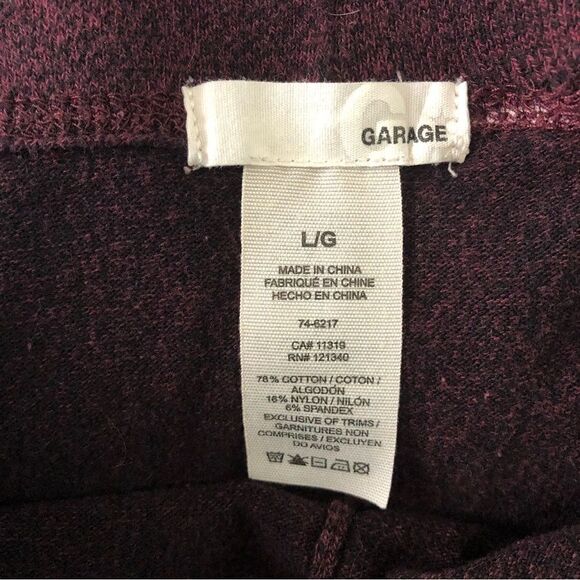 GA
GARAGE
L/G
MADE IN CHINA
FABRIQUÉ EN CHINE
HECHO EN CHINA
74-6217
CA# 11319
RN# 121340
78% COTTON / COTON /
ALGODÓN
16% NYLON / NILÓN
6% SPANDEX
EXCLUSIVE OF TRIMS /
GARNITURES NON
COMPRISES / EXCLUYEN
DO AVIOS